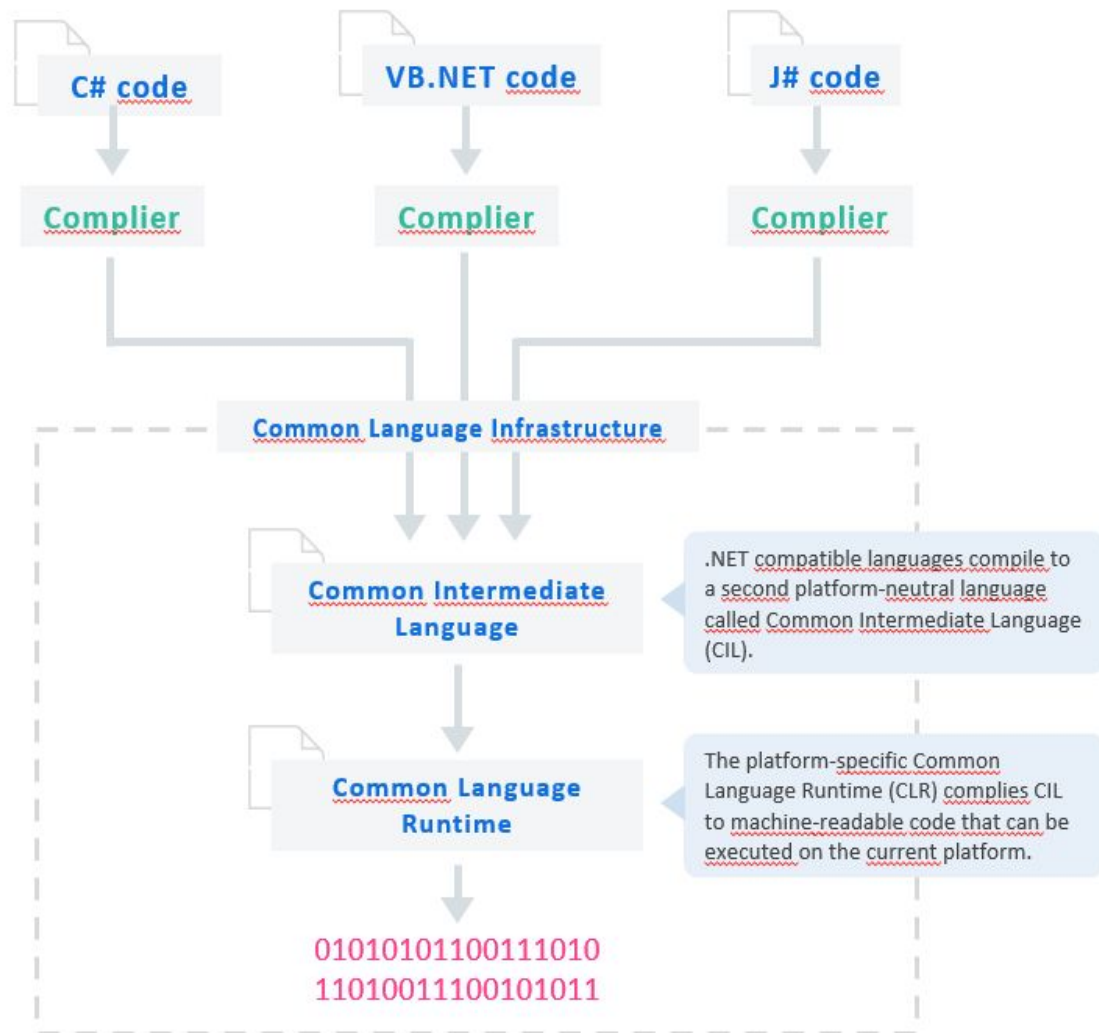 C# code
VB.NET code
J# code
Complier
Complier
Complier
Common Language Infrastructure
Common Intermediate
Language
.NET compatible languages compile to
a second platform-neutral language
called Common Intermediate Language
(CIL).
Common Language
Runtime
The platform-specific Common
Language Runtime (CLR) complies CIL
to machine-readable code that can be
executed on the current platform.
01010101100111010
11010011100101011